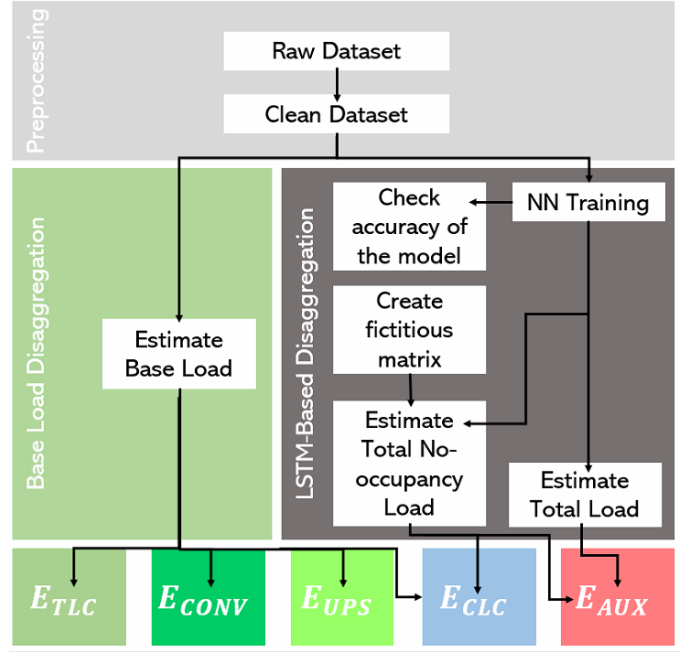 Preprocessing
Raw Dataset
Clean Dataset
Base Load Disaggregation
Estimate
Base Load
LSTM-Based Disaggregation
Check
accuracy of
the model
NN Training
Create
fictitious
matrix
Estimate
Total No-
occupancy
Load
Estimate
Total Load
E_TLC
E_CONV
E_UPS
E_CLC
E_AUX